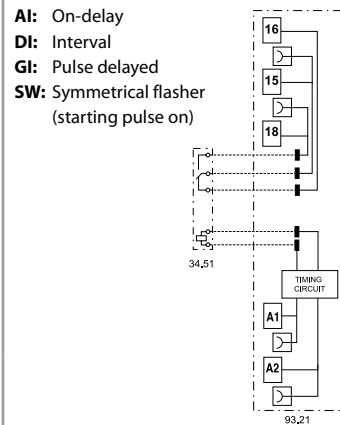 AI: On-delay
DI: Interval
GI: Pulse delayed
SW: Symmetrical flasher
(starting pulse on)
16
15
18
34.51
TIMING
CIRCUIT
A1
A2
93.21